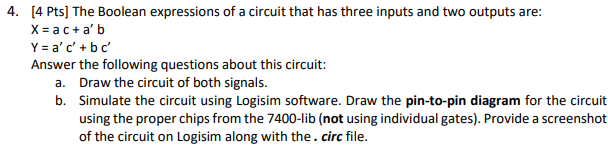 4. [4 Pts] The Boolean expressions of a circuit that has three inputs and two outputs are:
X = a c + a' b
Y = a' c' + b c'
Answer the following questions about this circuit:
a. Draw the circuit of both signals.
b. Simulate the circuit using Logisim software. Draw the pin-to-pin diagram for the circuit
using the proper chips from the 7400-lib (not using individual gates). Provide a screenshot
of the circuit on Logisim along with the . circ file.